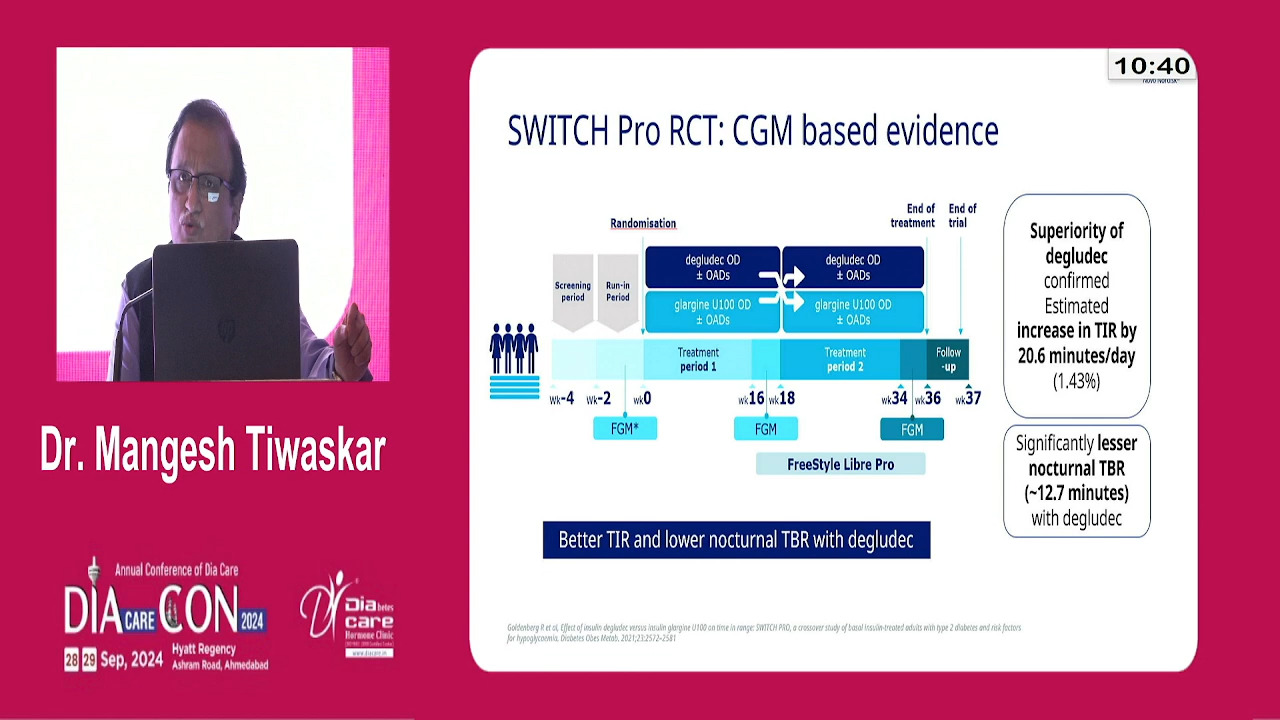 10:40
novo nordisk
SWITCH Pro RCT: CGM based evidence
Randomisation
End of
treatment
End of
trial
Screening
period
Run-in
Period
degludec OD
± OADs
degludec OD
± OADs
glargine U100 OD
± OADs
glargine U100 OD
± OADs
Treatment
period 1
Treatment
period 2
Follow
-up
wk-4
wk-2
wk0
wk16
wk18
wk34
wk36
wk37
FGM*
FGM
FGM
FreeStyle Libre Pro
Superiority of
degludec
confirmed
Estimated
increase in TIR by
20.6 minutes/day
(1.43%)
Significantly lesser
nocturnal TBR
(~12.7 minutes)
with degludec
Better TIR and lower nocturnal TBR with degludec
Goldenberg R et al, Effect of insulin degludec versus insulin glargine U100 on time in range: SWITCH PRO, a crossover study of basal insulin-treated adults with type 2 diabetes and risk factors
for hypoglycaemia. Diabetes Obes Metab. 2021;23:2572-2581
Dr. Mangesh Tiwaskar
Annual Conference of Dia Care
DIA CARE CON 2024
28 29 Sep, 2024
Hyatt Regency
Ashram Road, Ahmedabad
Diabetes
care
Hormone Clinic
www.diacare.in